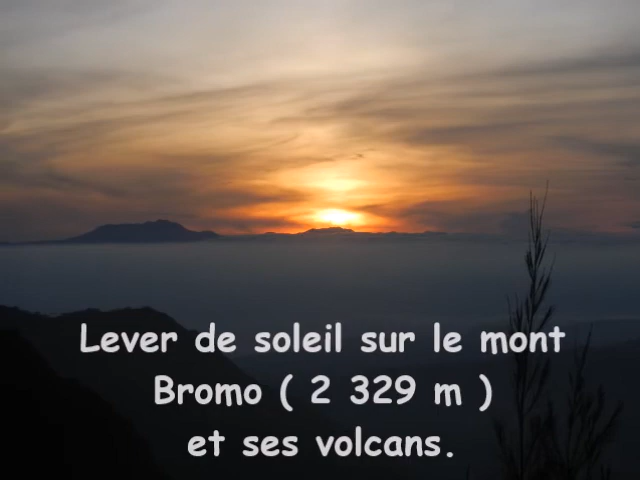 Lever de soleil sur le mont
Bromo ( 2 329 m )
et ses volcans.